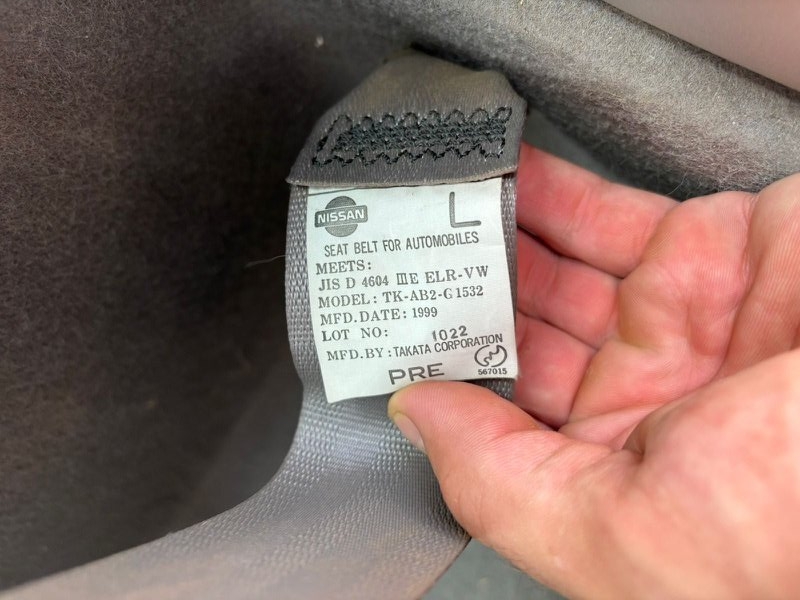 NISSAN
L
SEAT BELT FOR AUTOMOBILES
MEETS:
JIS D 4604 ⅢE ELR-VW
MODEL: TK-AB2-G1532
MFD.DATE: 1999
LOT NO: 1022
MFD.BY: TAKATA CORPORATION
PRE
567015